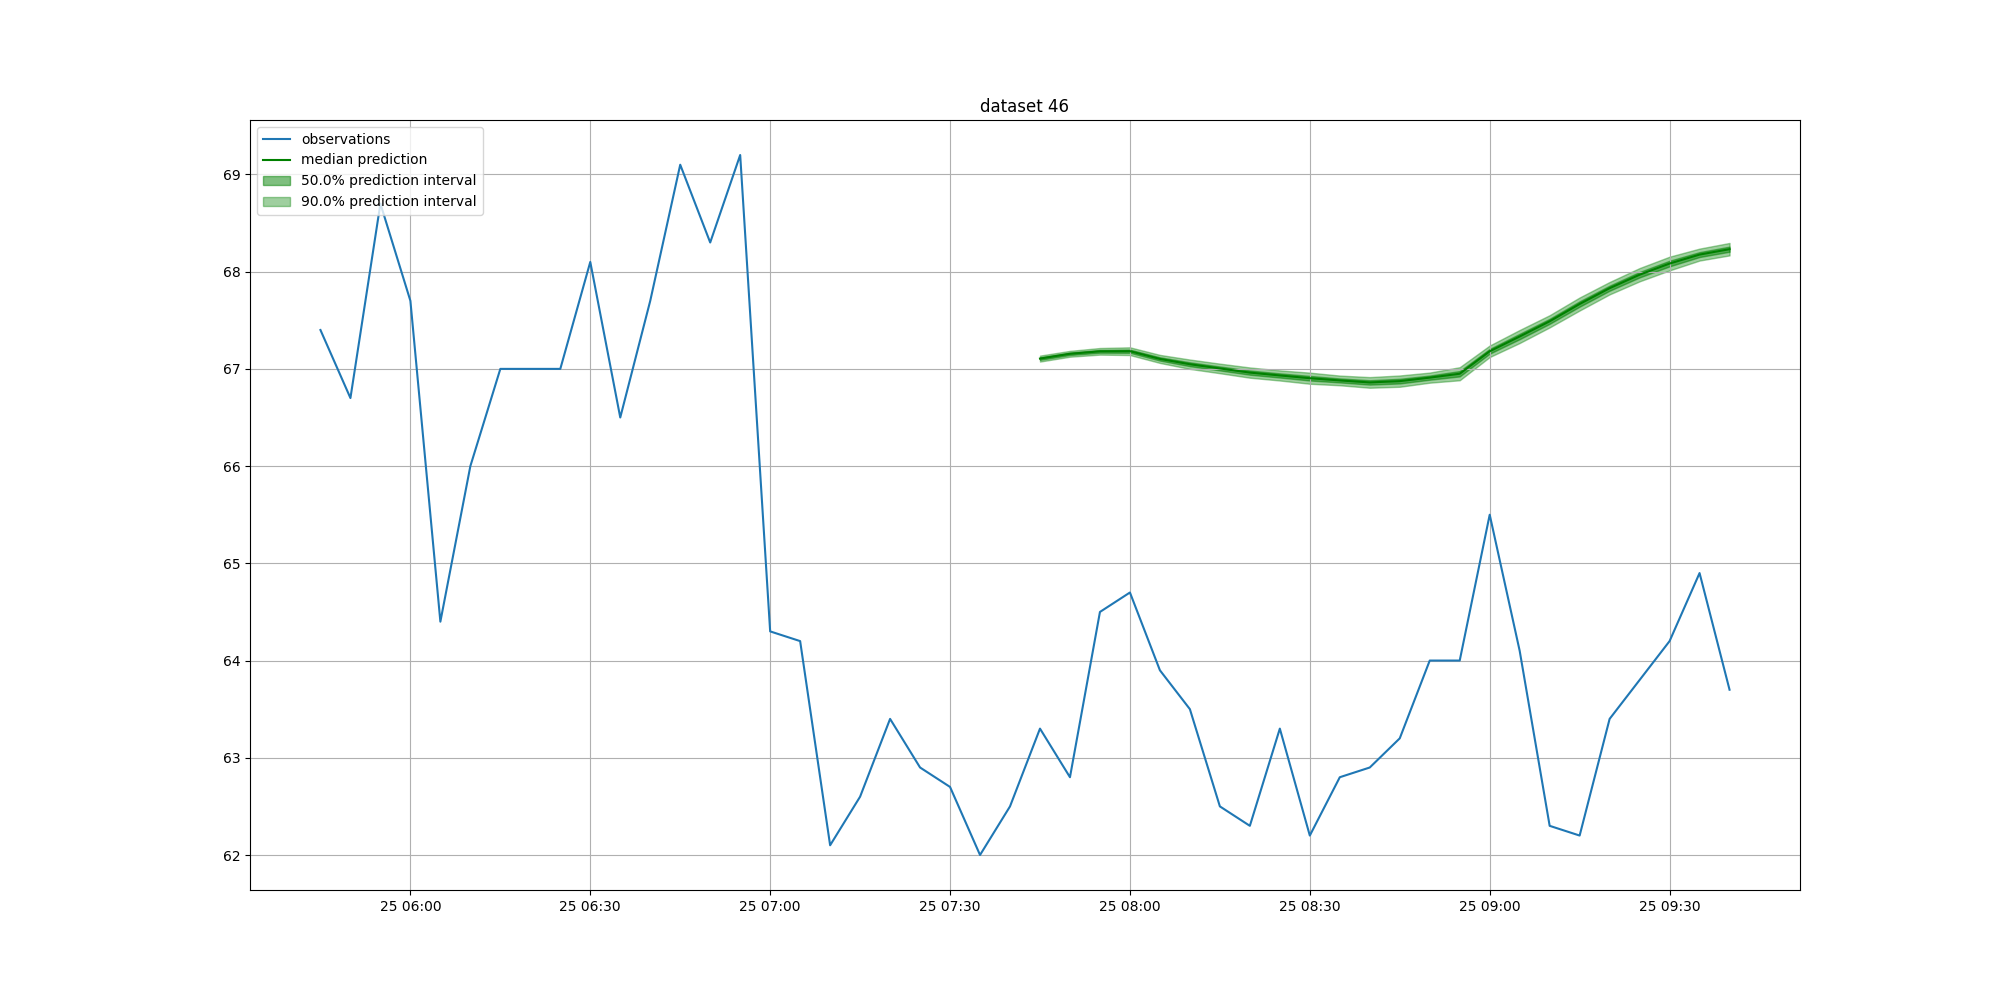 dataset 46
observations
median prediction
50.0% prediction interval
90.0% prediction interval
69
68
67
66
65
64
63
62
25 06:00 25 06:30 25 07:00 25 07:30 25 08:00 25 08:30 25 09:00 25 09:30